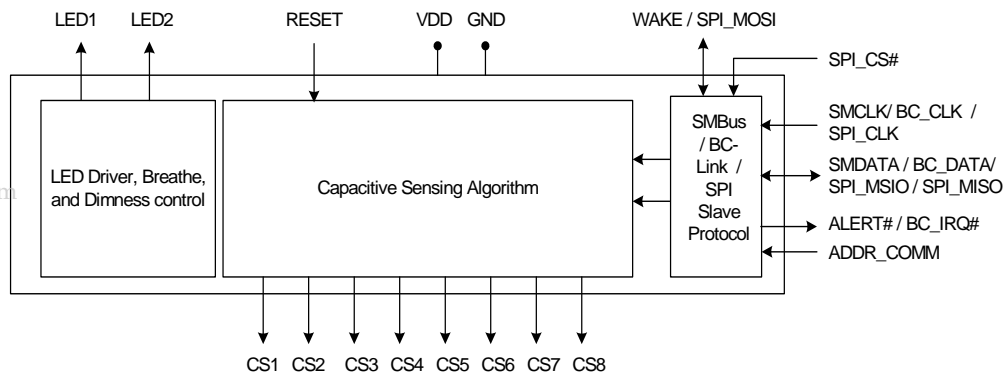 LED1
LED2
RESET
VDD
GND
WAKE / SPI_MOSI
SPI_CS#
SMCLK/ BC_CLK /
SPI_CLK
SMDATA / BC_DATA/
SPI_MSIO / SPI_MISO
ALERT# / BC_IRQ#
ADDR_COMM
LED Driver, Breathe,
and Dimness control
Capacitive Sensing Algorithm
SMBus
/ BC-
Link /
SPI
Slave
Protocol
m
CS1
CS2
CS3
CS4
CS5
CS6
CS7
CS8